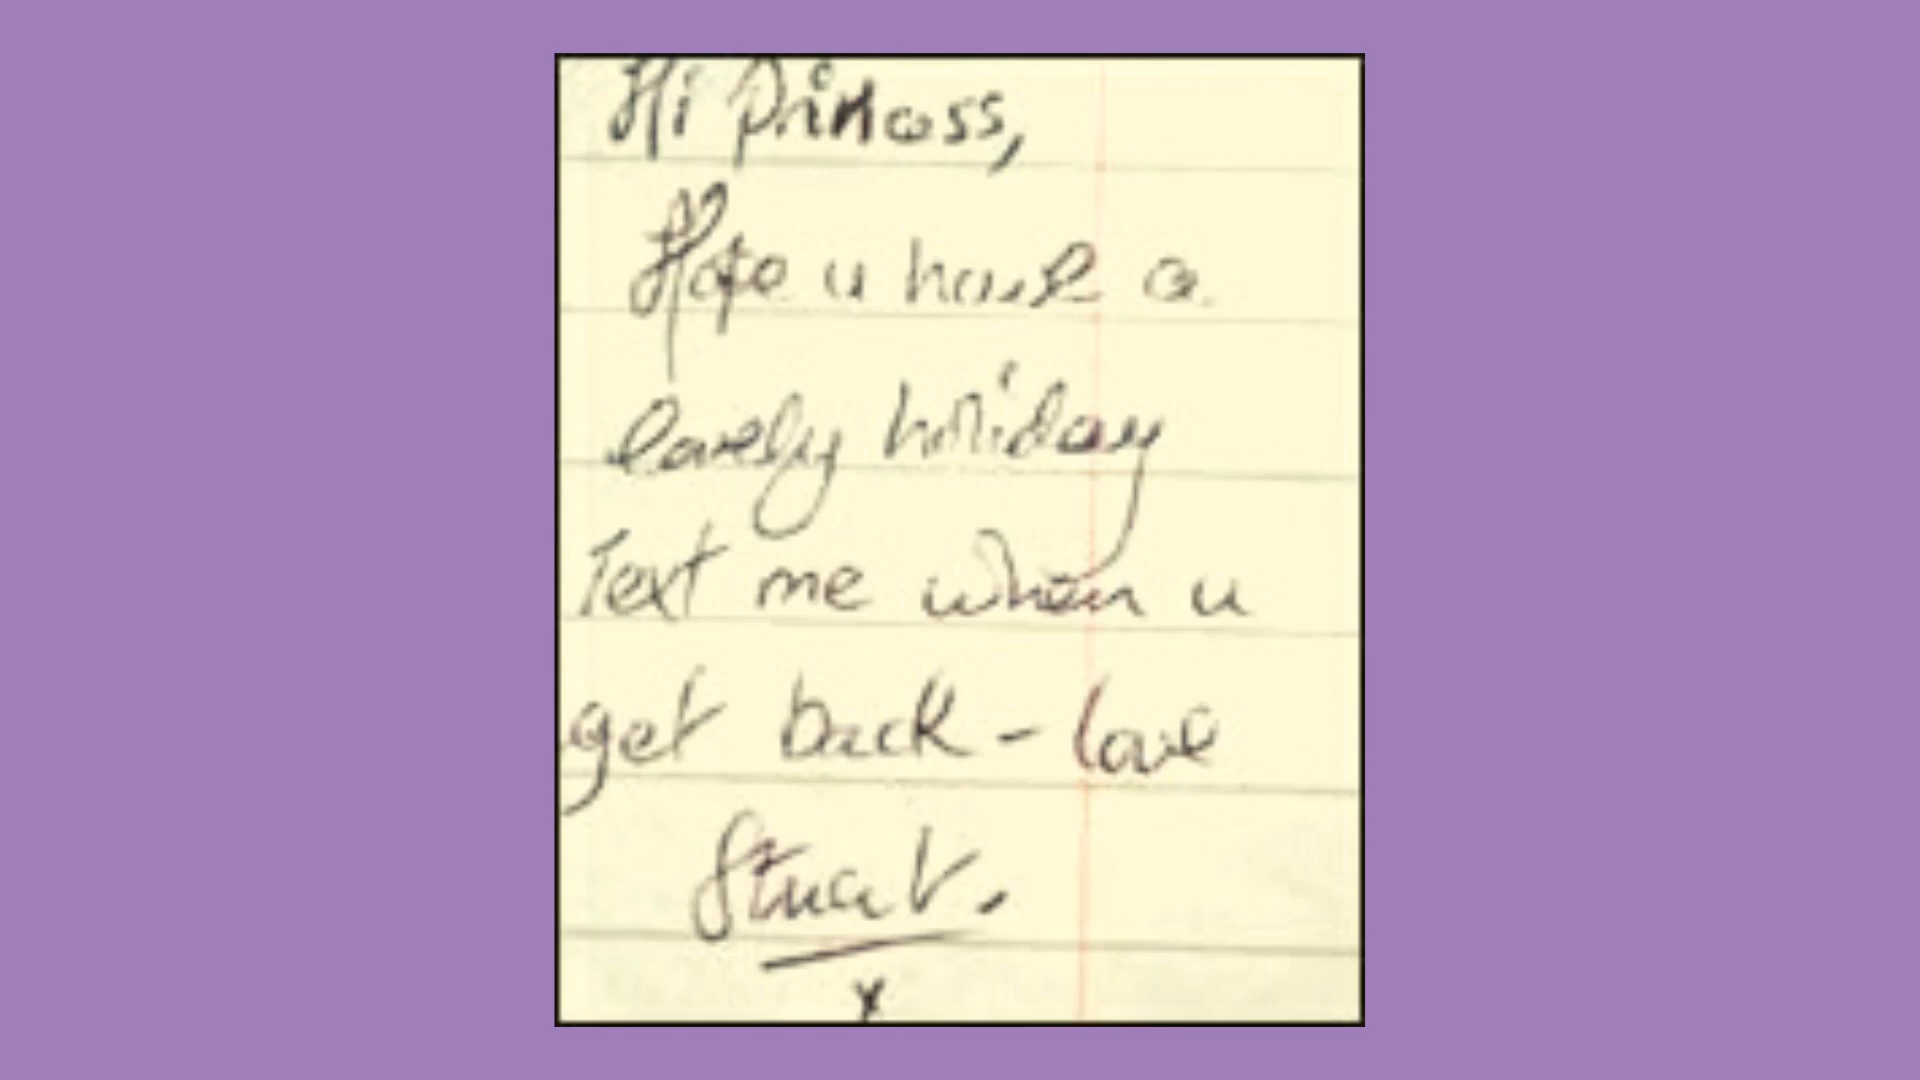 Hi Princess,
Hope u have a
lovely holiday
Text me when u
get back - love
Stuart.
x